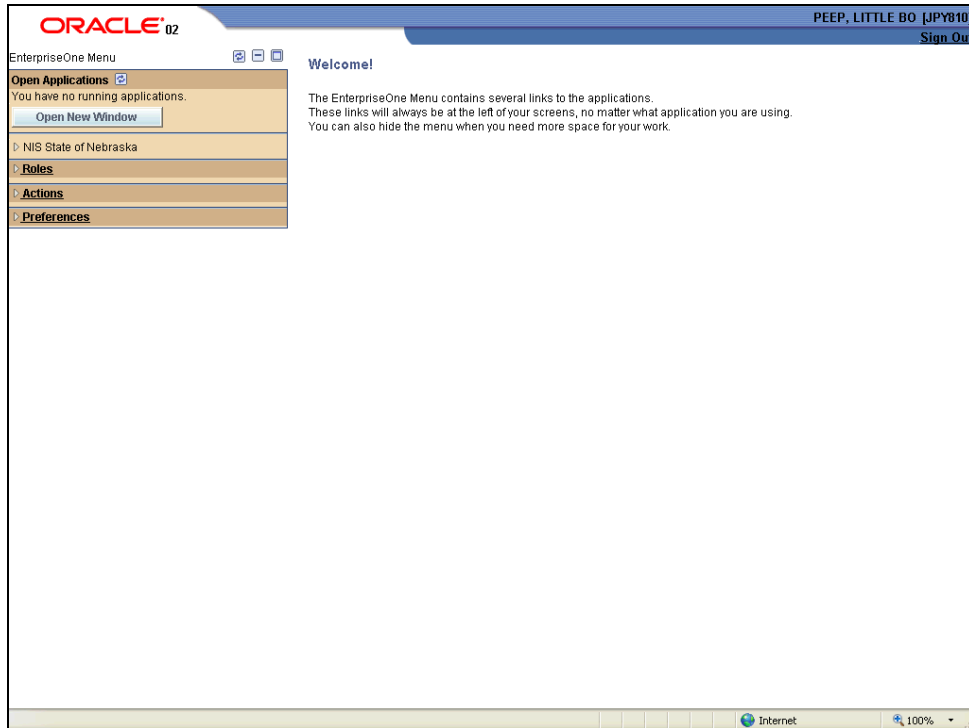 ORACLE 02
PEEP, LITTLE BO [JPY810
Sign Ou
EnterpriseOne Menu
Open Applications
You have no running applications.
Open New Window
NIS State of Nebraska
Roles
Actions
Preferences
Welcome!
The EnterpriseOne Menu contains several links to the applications.
These links will always be at the left of your screens, no matter what application you are using.
You can also hide the menu when you need more space for your work.
Internet
100%